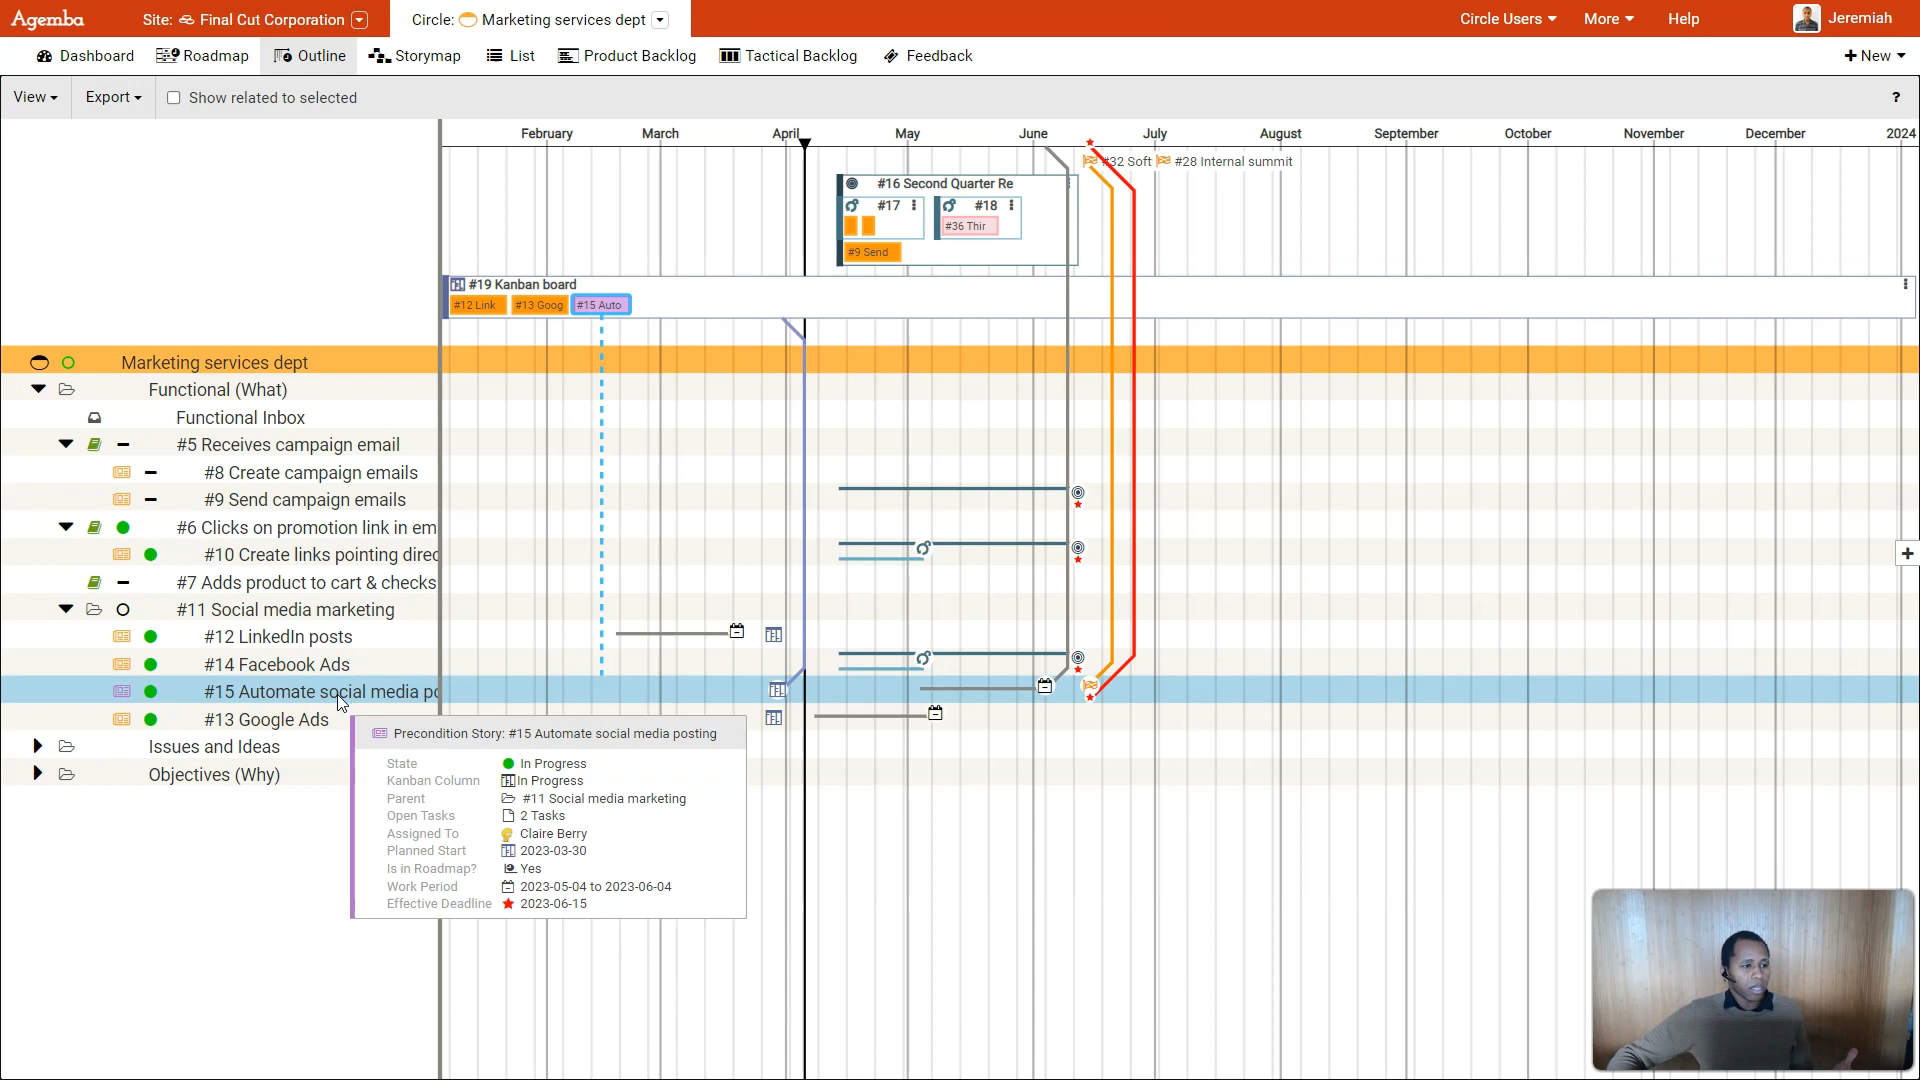 Agemba
Site: Final Cut Corporation
Circle: Marketing services dept
Circle Users
More
Help
Jeremiah
Dashboard
Roadmap
Outline
Storymap
List
Product Backlog
Tactical Backlog
Feedback
New
View
Export
Show related to selected
?
February
March
April
May
June
July
August
September
October
November
December
2024
#32 Soft
#28 Internal summit
#16 Second Quarter Re
#17
#18
#36 Thir
#9 Send
#19 Kanban board
#12 Link
#13 Goog
#15 Auto
Marketing services dept
Functional (What)
Functional Inbox
#5 Receives campaign email
#8 Create campaign emails
#9 Send campaign emails
#6 Clicks on promotion link in em
#10 Create links pointing direc
#7 Adds product to cart & checks
#11 Social media marketing
#12 LinkedIn posts
#14 Facebook Ads
#15 Automate social media po
#13 Google Ads
Issues and Ideas
Objectives (Why)
Precondition Story: #15 Automate social media posting
State In Progress
Kanban Column In Progress
Parent #11 Social media marketing
Open Tasks 2 Tasks
Assigned To Claire Berry
Planned Start 2023-03-30
Is in Roadmap? Yes
Work Period 2023-05-04 to 2023-06-04
Effective Deadline 2023-06-15